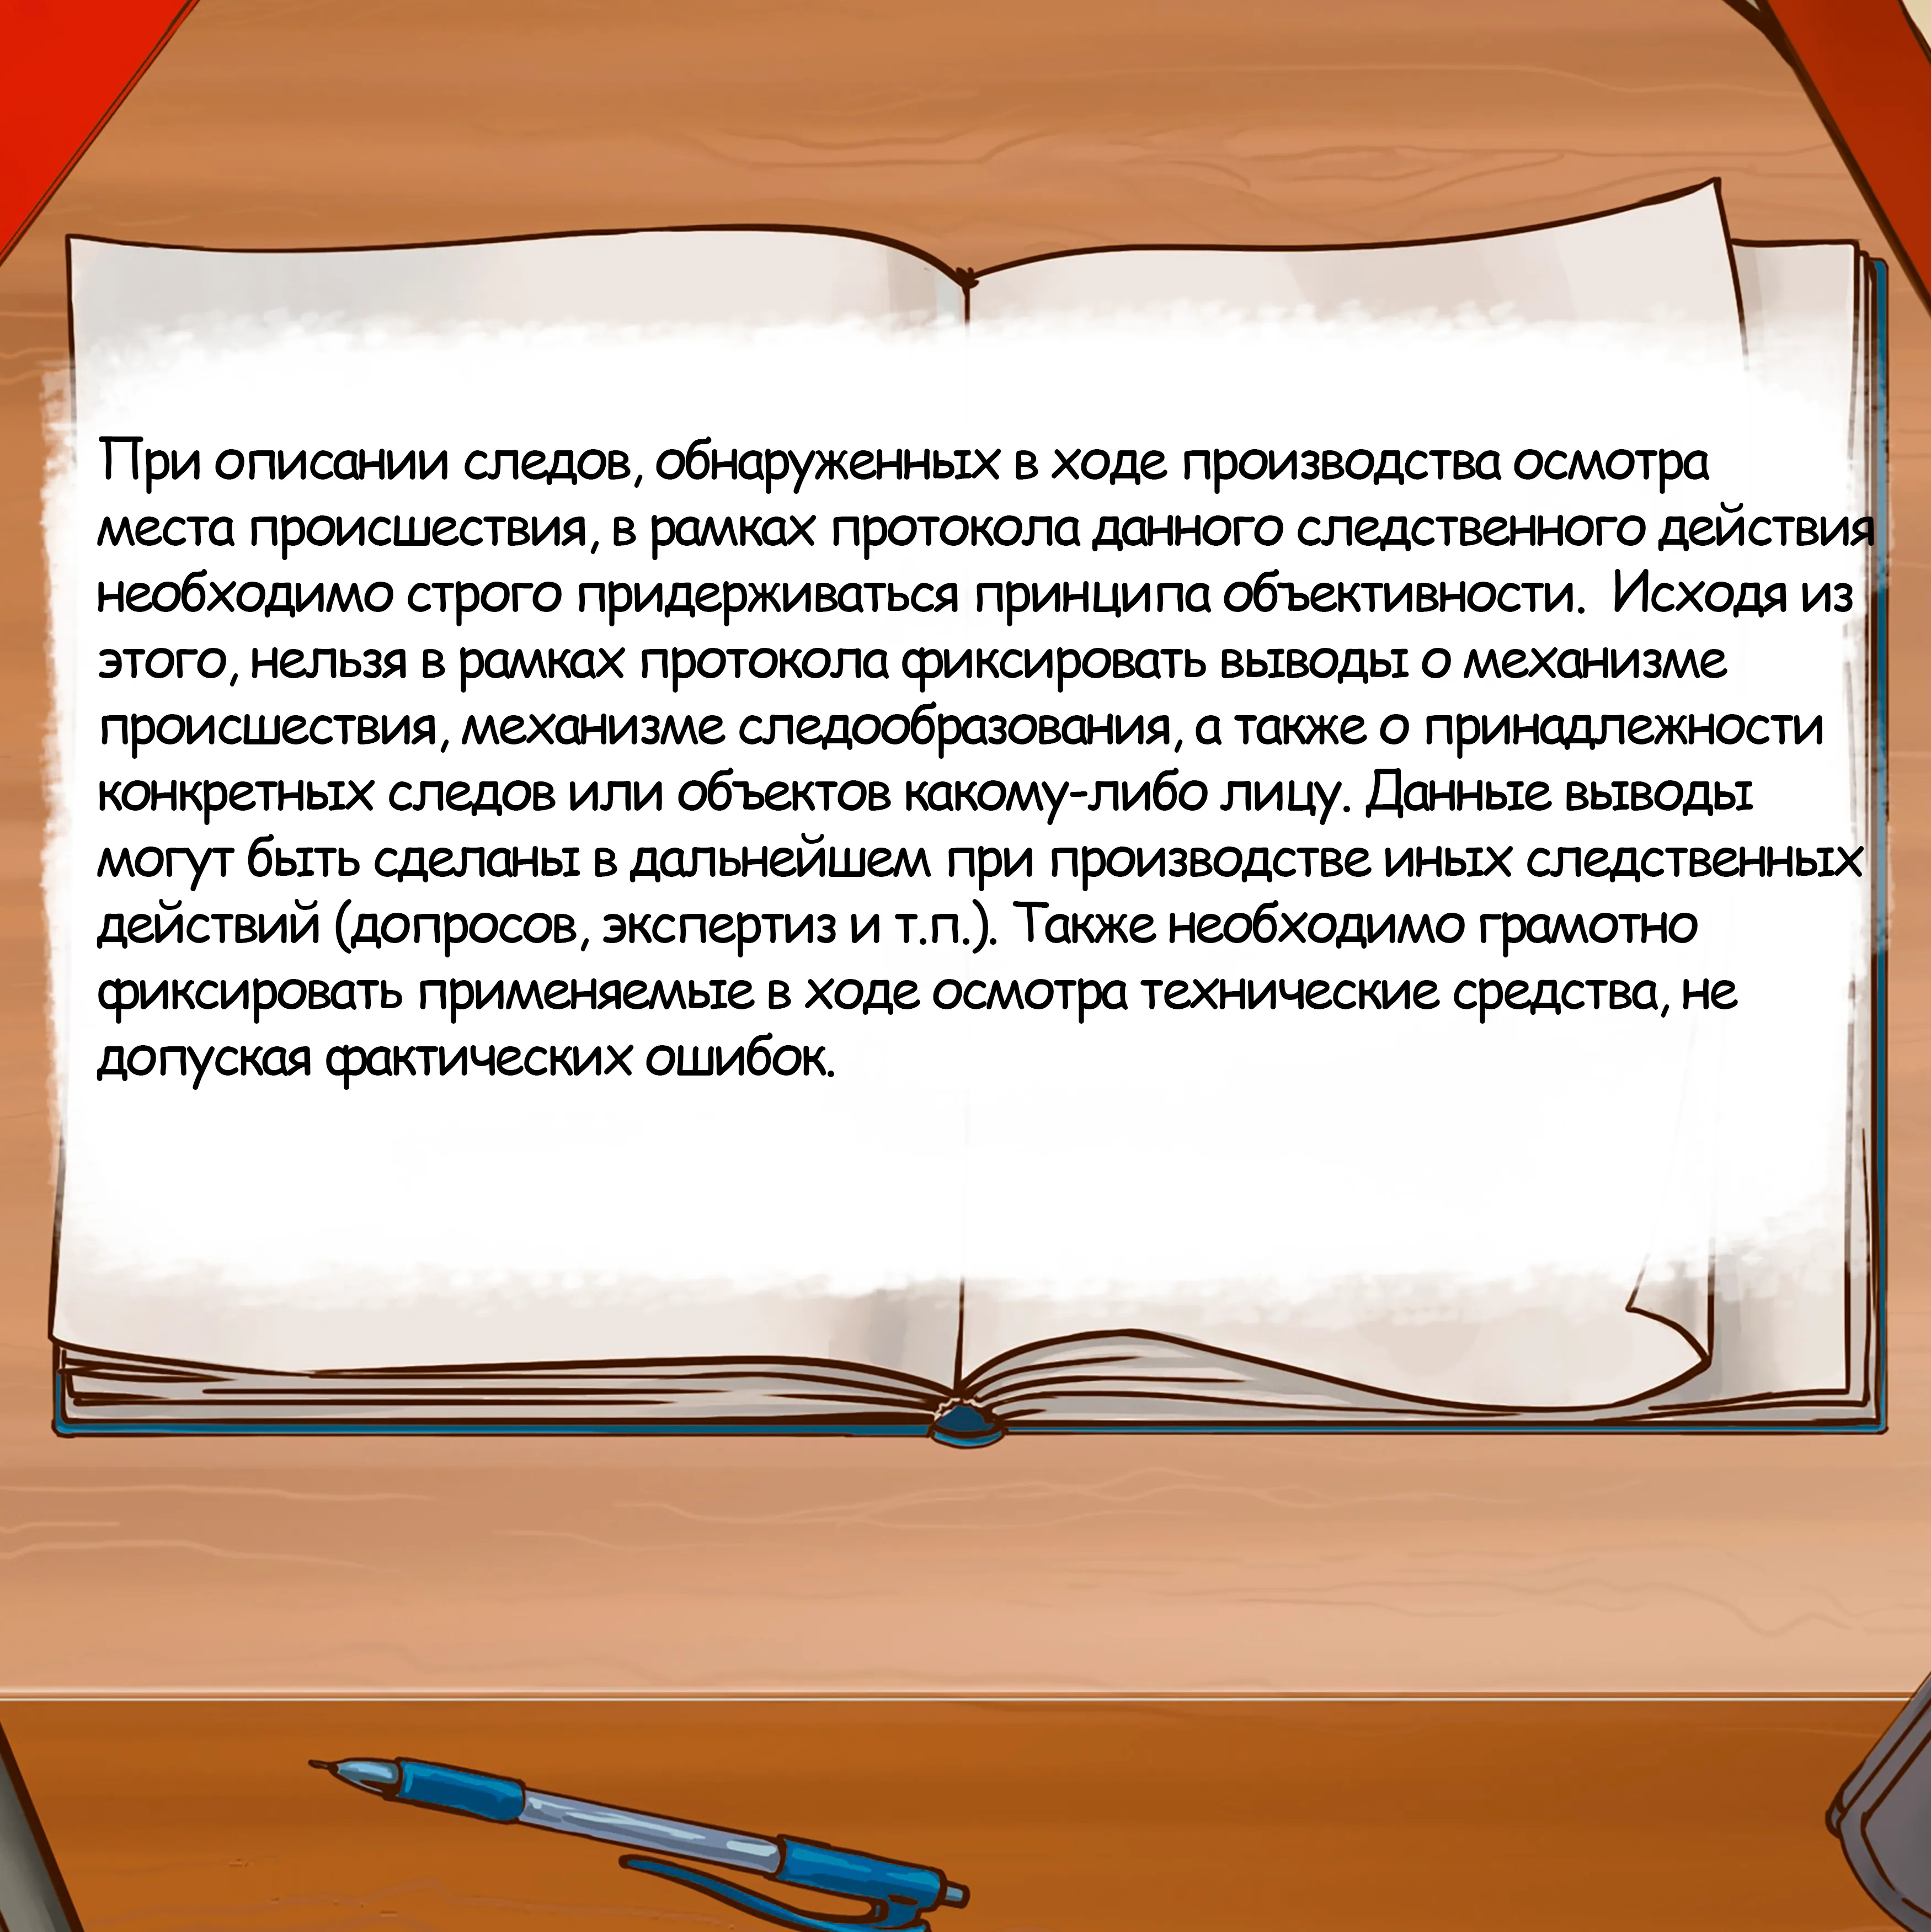 При описании следов, обнаруженных в ходе производства осмотра
места происшествия, в рамках протокола данного следственного действия
необходимо строго придерживаться принципа объективности.  Исходя из
этого, нельзя в рамках протокола фиксировать выводы о механизме
происшествия, механизме следообразования, а также о принадлежности
конкретных следов или объектов какому-либо лицу. Данные выводы
могут быть сделаны в дальнейшем при производстве иных следственных
действий (допросов, экспертиз и т.п.). Также необходимо грамотно
фиксировать применяемые в ходе осмотра технические средства, не
допуская фактических ошибок.